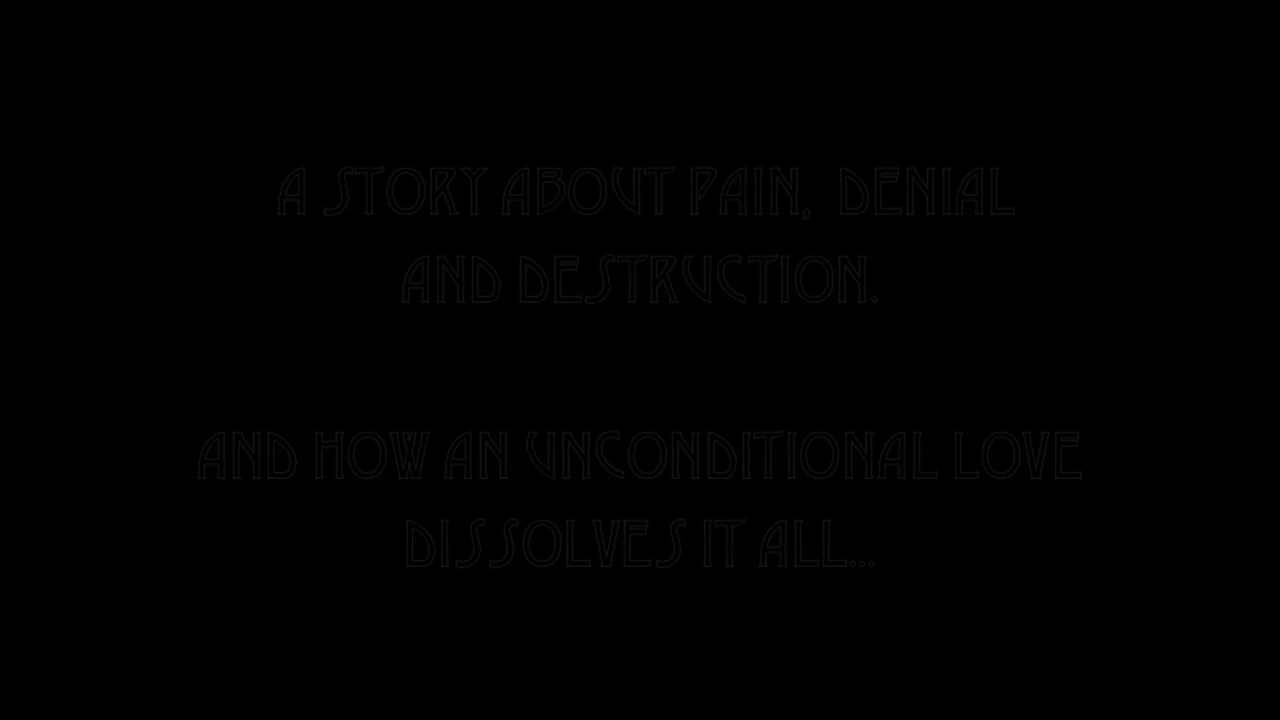 A STORY ABOUT PAIN, DENIAL
AND DESTRUCTION.
AND HOW AN UNCONDITIONAL LOVE
DISSOLVES IT ALL...